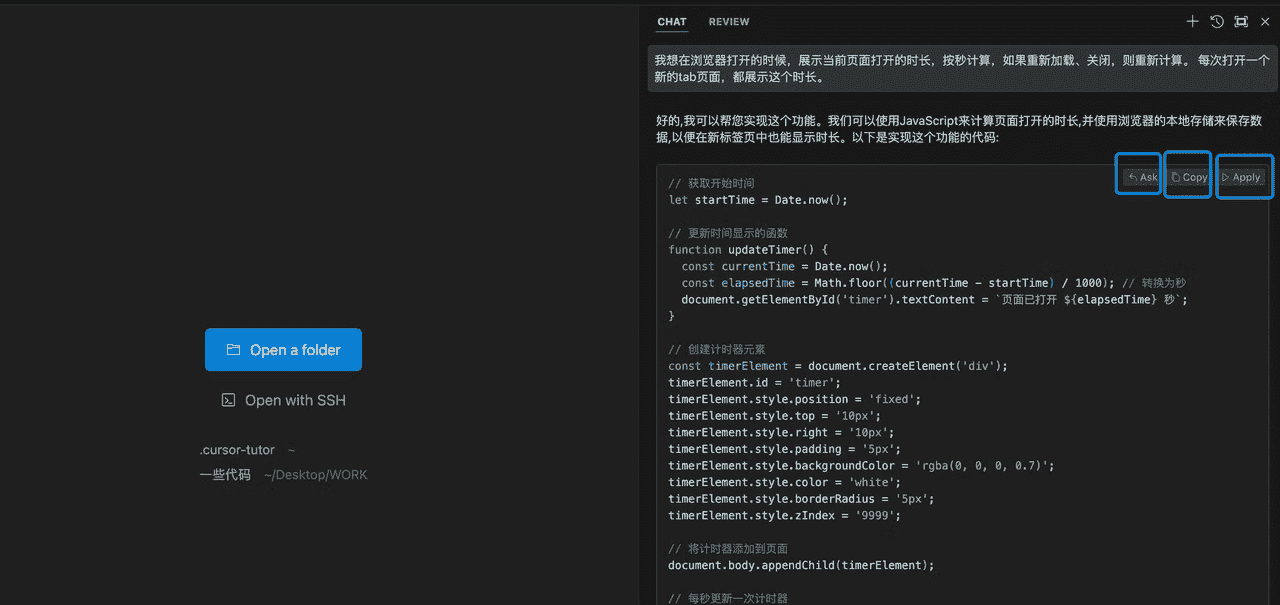 CHAT REVIEW
我想在浏览器打开的时候，展示当前页面打开的时长，按秒计算，如果重新加载、关闭，则重新计算。 每次打开一个
新的tab页面，都展示这个时长。
好的,我可以帮您实现这个功能。我们可以使用JavaScript来计算页面打开的时长,并使用浏览器的本地存储来保存数
据,以便在新标签页中也能显示时长。以下是实现这个功能的代码:
Ask Copy Apply
// 获取开始时间
let startTime = Date.now();
// 更新时间显示的函数
function updateTimer() {
const currentTime = Date.now();
const elapsedTime = Math.floor((currentTime - startTime) / 1000); // 转换为秒
document.getElementById('timer').textContent = `页面已打开 ${elapsedTime} 秒`;
}
// 创建计时器元素
const timerElement = document.createElement('div');
timerElement.id = 'timer';
timerElement.style.position = 'fixed';
timerElement.style.top = '10px';
timerElement.style.right = '10px';
timerElement.style.padding = '5px';
timerElement.style.backgroundColor = 'rgba(0, 0, 0, 0.7)';
timerElement.style.color = 'white';
timerElement.style.borderRadius = '5px';
timerElement.style.zIndex = '9999';
// 将计时器添加到页面
document.body.appendChild(timerElement);
// 每秒更新一次计时器
Open a folder
Open with SSH
.cursor-tutor ~
一些代码 ~/Desktop/WORK